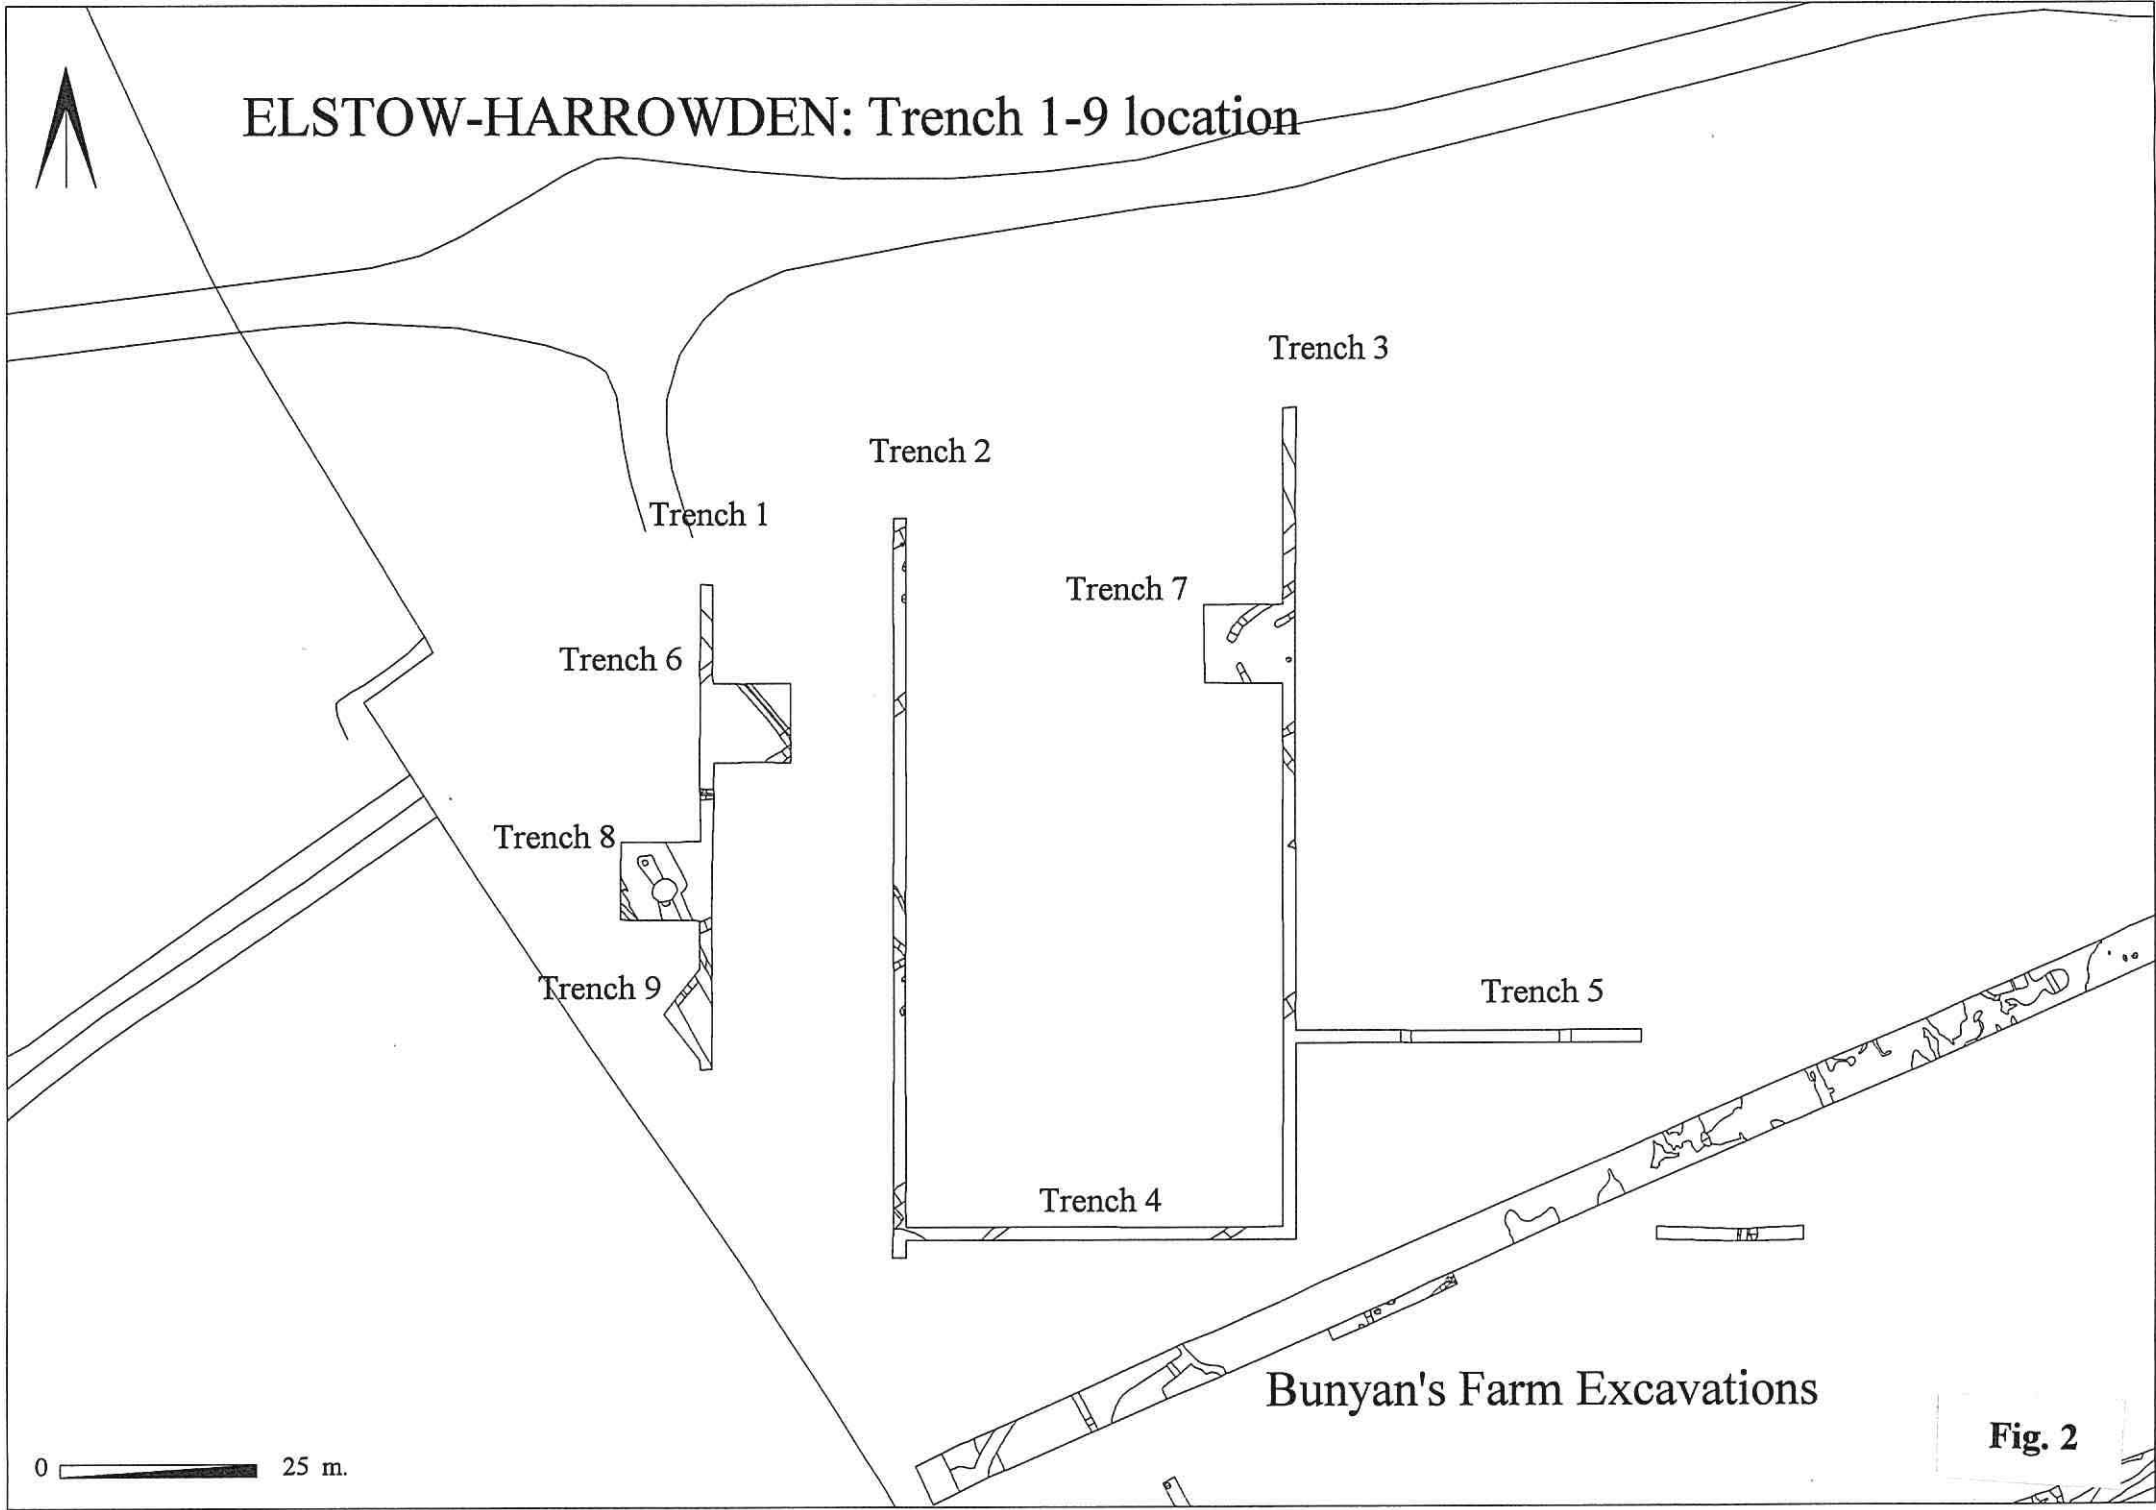 ELSTOW-HARROWDEN: Trench 1-9 location
Trench 3
Trench 2
Trench 1
Trench 7
Trench 6
Trench 8
Trench 9
Trench 5
Trench 4
Bunyan's Farm Excavations
Fig. 2
0 25 m.